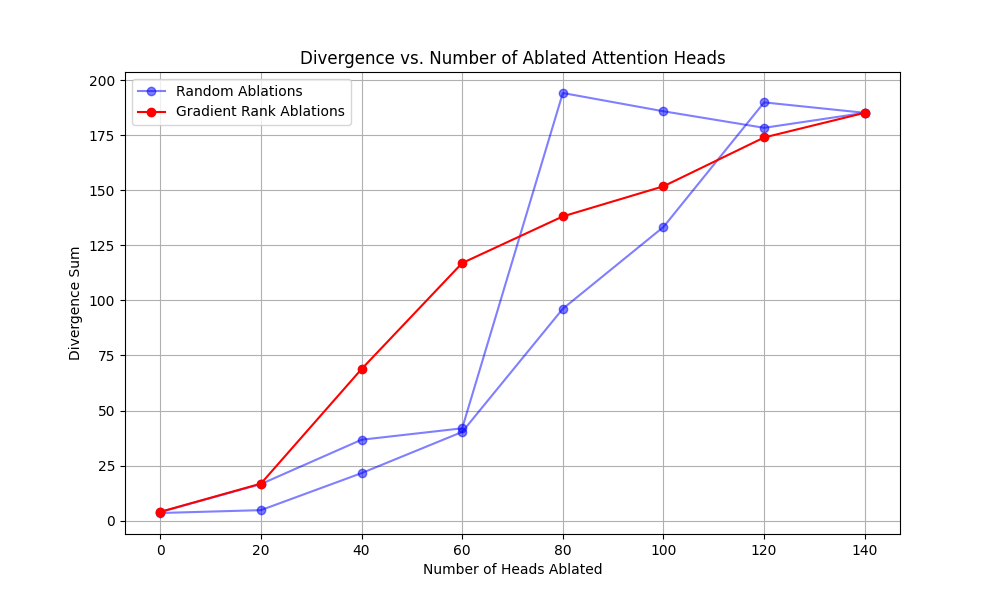 Divergence vs. Number of Ablated Attention Heads
Random Ablations
Gradient Rank Ablations
Divergence Sum
200
175
150
125
100
75
50
25
0
0 20 40 60 80 100 120 140
Number of Heads Ablated